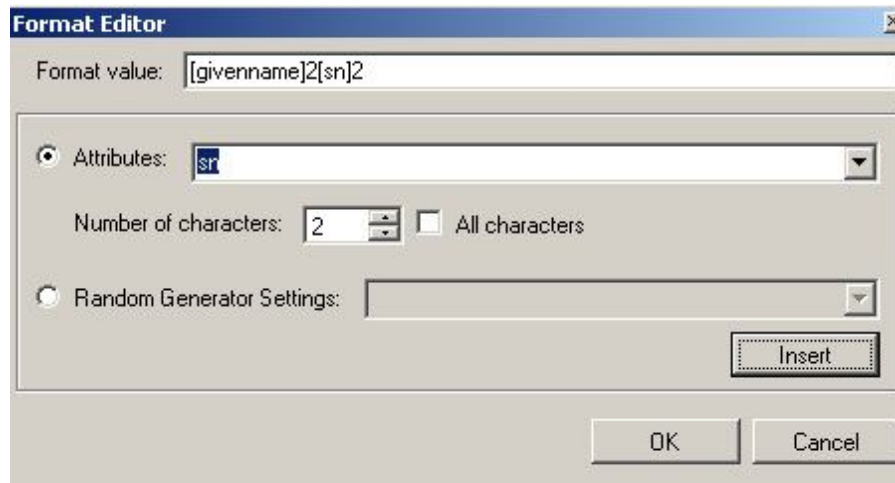 Format Editor
Format value: [givenname]2[sn]2
Attributes: sn
Number of characters: 2 All characters
Random Generator Settings:
Insert
OK Cancel